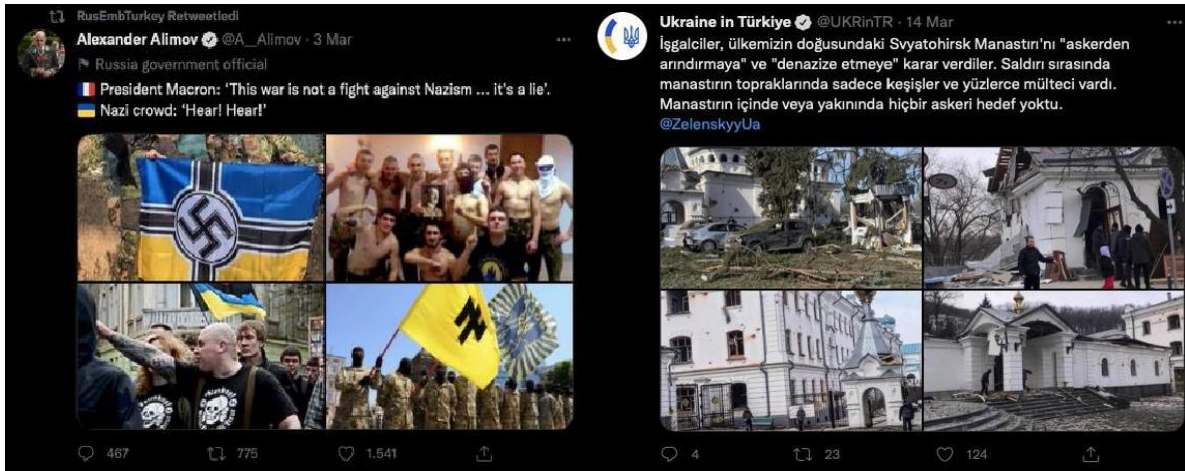 RusEmbTurkey Retweetledi
Alexander Alimov @A__Alimov · 3 Mar
Russia government official
President Macron: ‘This war is not a fight against Nazism ... it's a lie’.
Nazi crowd: ‘Hear! Hear!’
467 775 1.541
Ukraine in Türkiye @UKRinTR · 14 Mar
İşgalciler, ülkemizin doğusundaki Svyatohirsk Manastırı'nı "askerden
arındırmaya" ve "denazize etmeye" karar verdiler. Saldırı sırasında
manastırın topraklarında sadece keşişler ve yüzlerce mülteci vardı.
Manastırın içinde veya yakınında hiçbir askeri hedef yoktu.
@ZelenskyyUa
4 23 124